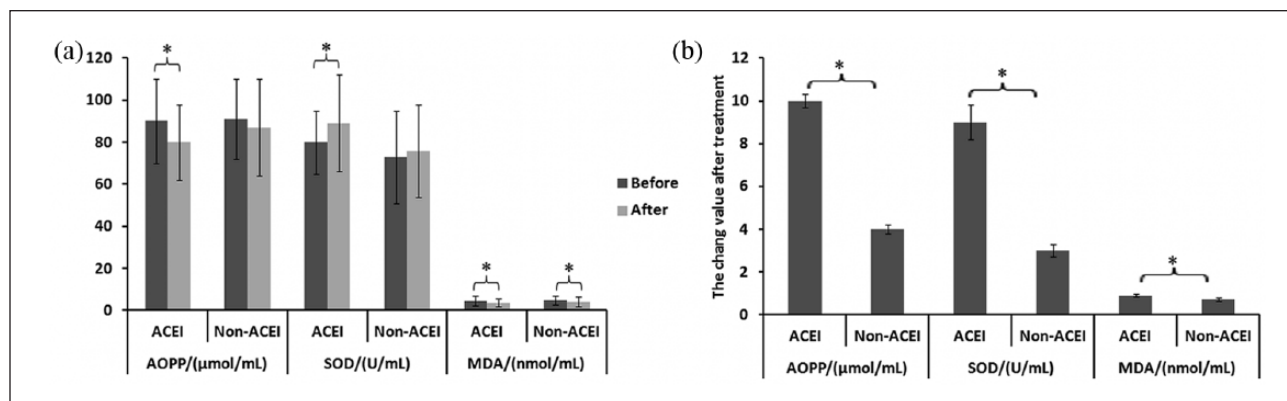 (a)
120
100
80
60
40
20
0
*
*
*
*
ACEI Non-ACEI ACEI Non-ACEI ACEI Non-ACEI
AOPP/(μmol/mL) SOD/(U/mL) MDA/(nmol/mL)
Before
After
(b)
The chang value after treatment
12
10
8
6
4
2
0
*
*
*
ACEI Non-ACEI ACEI Non-ACEI ACEI Non-ACEI
AOPP/(μmol/mL) SOD/(U/mL) MDA/(nmol/mL)